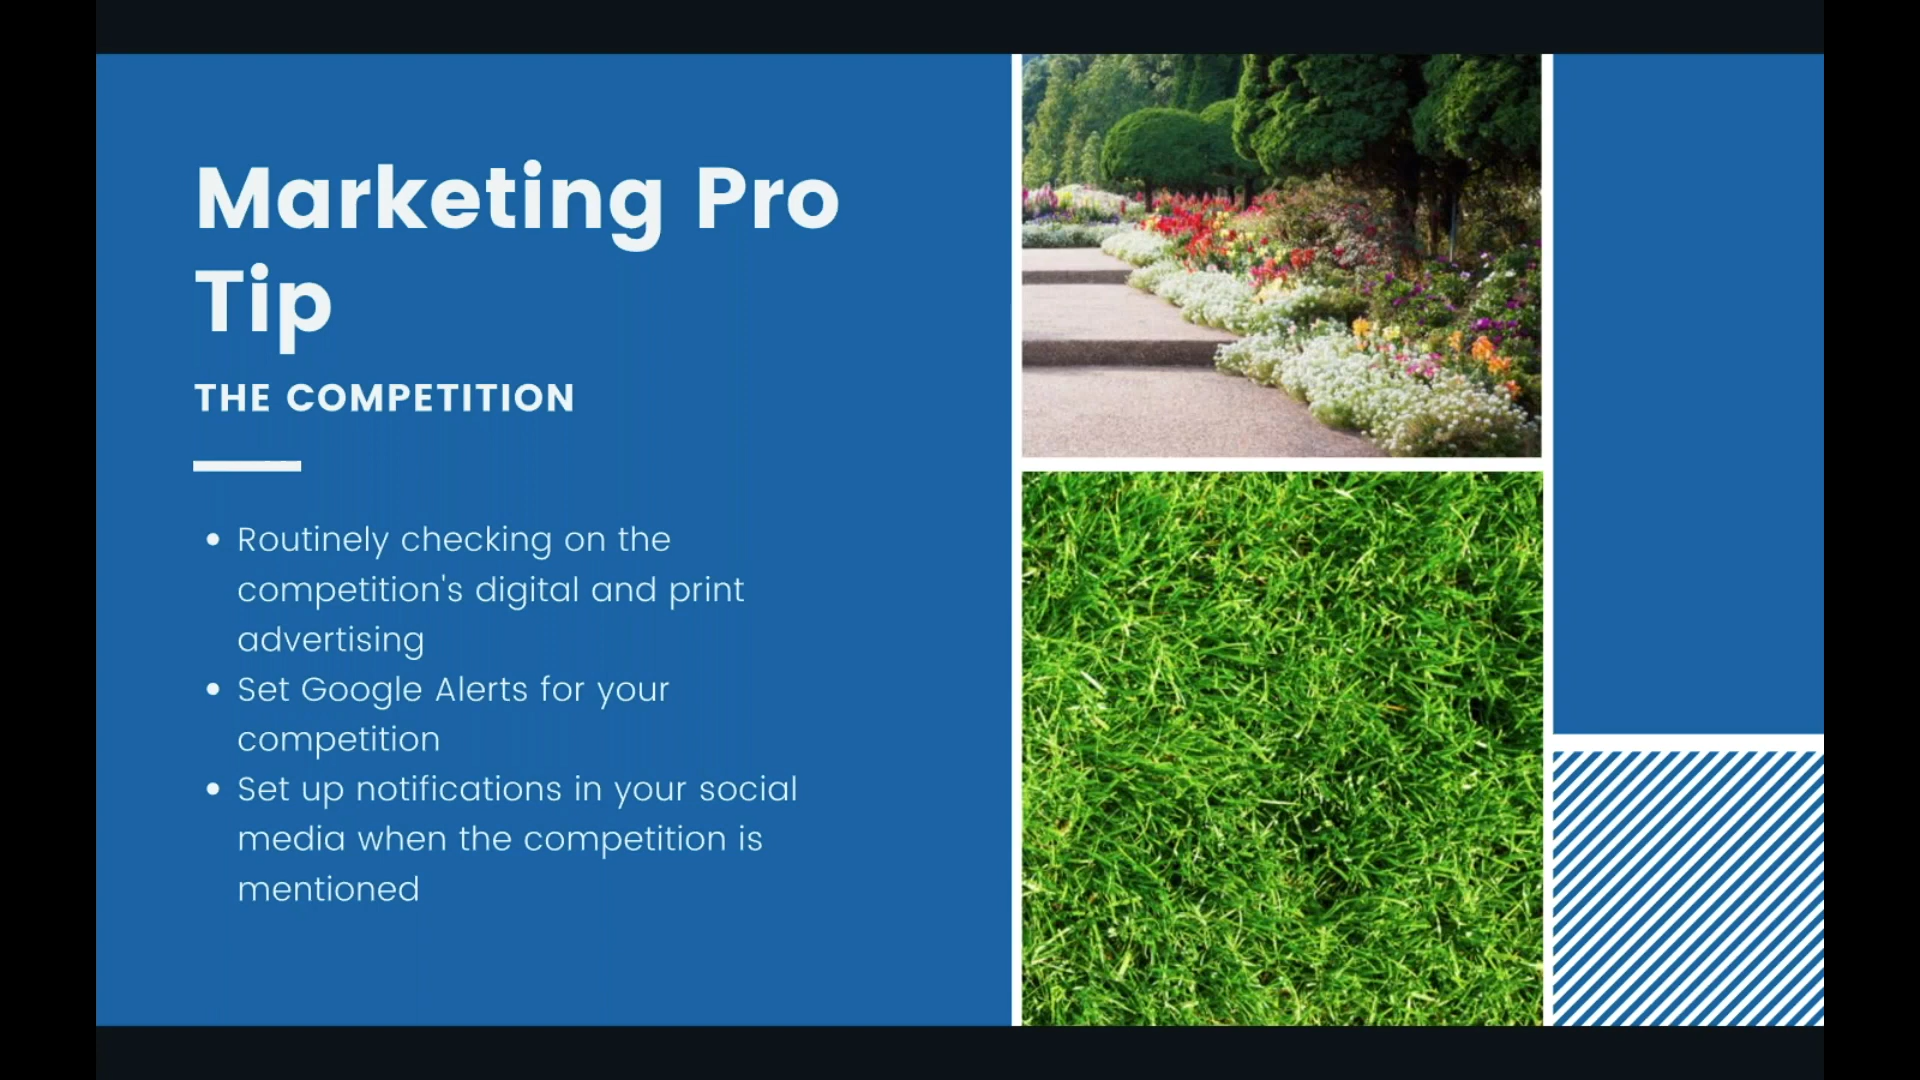 Marketing Pro
Tip
THE COMPETITION
• Routinely checking on the
competition's digital and print
advertising
• Set Google Alerts for your
competition
• Set up notifications in your social
media when the competition is
mentioned